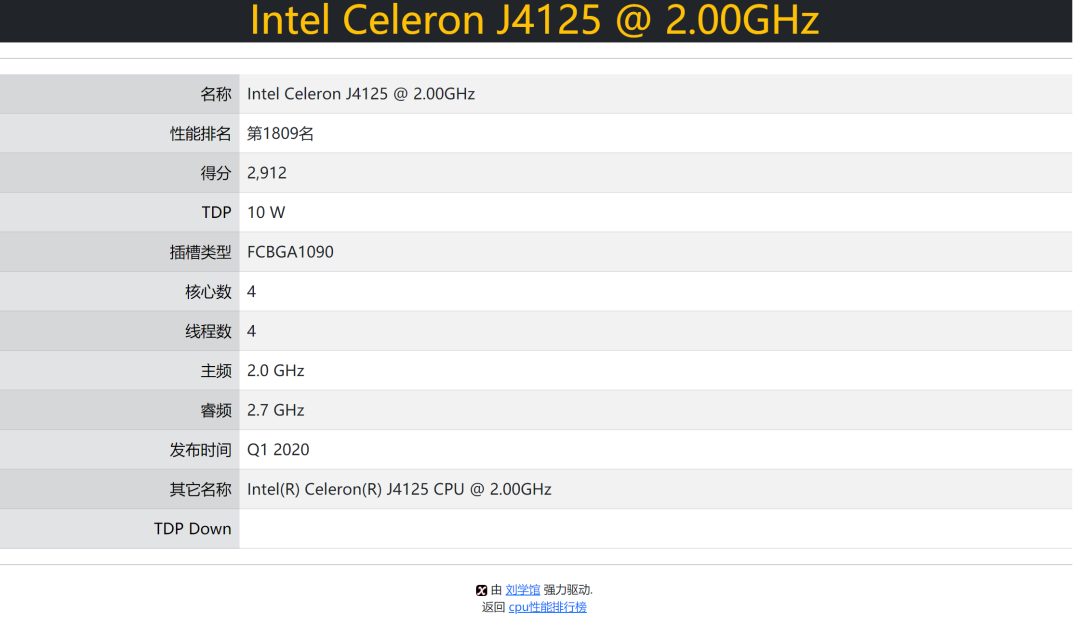 Intel Celeron J4125 @ 2.00GHz
名称 Intel Celeron J4125 @ 2.00GHz
性能排名 第1809名
得分 2,912
TDP 10 W
插槽类型 FCBGA1090
核心数 4
线程数 4
主频 2.0 GHz
睿频 2.7 GHz
发布时间 Q1 2020
其它名称 Intel(R) Celeron(R) J4125 CPU @ 2.00GHz
TDP Down
由 刘学馆 强力驱动.
返回 cpu性能排行榜